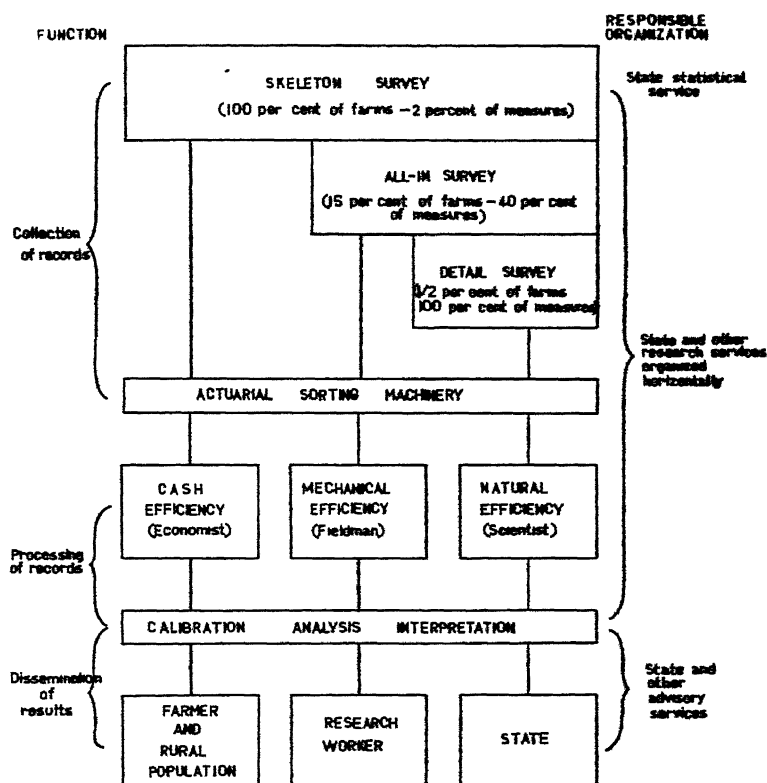 FUNCTION
RESPONSIBLE
ORGANIZATION
SKELETON SURVEY
(100 per cent of farms - 2 percent of measures)
State statistical
service
ALL-IN SURVEY
(15 per cent of farms - 40 per cent
of measures)
Collection
of records
DETAIL SURVEY
1/2 per cent of farms
100 per cent of measures
State and other
research services
organized
horizontally
ACTUARIAL SORTING MACHINERY
CASH
EFFICIENCY
(Economist)
MECHANICAL
EFFICIENCY
(Fieldman)
NATURAL
EFFICIENCY
(Scientist)
Processing
of records
CALIBRATION ANALYSIS INTERPRETATION
Dissemination
of
results
State and
other
advisory
services
FARMER
AND
RURAL
POPULATION
RESEARCH
WORKER
STATE